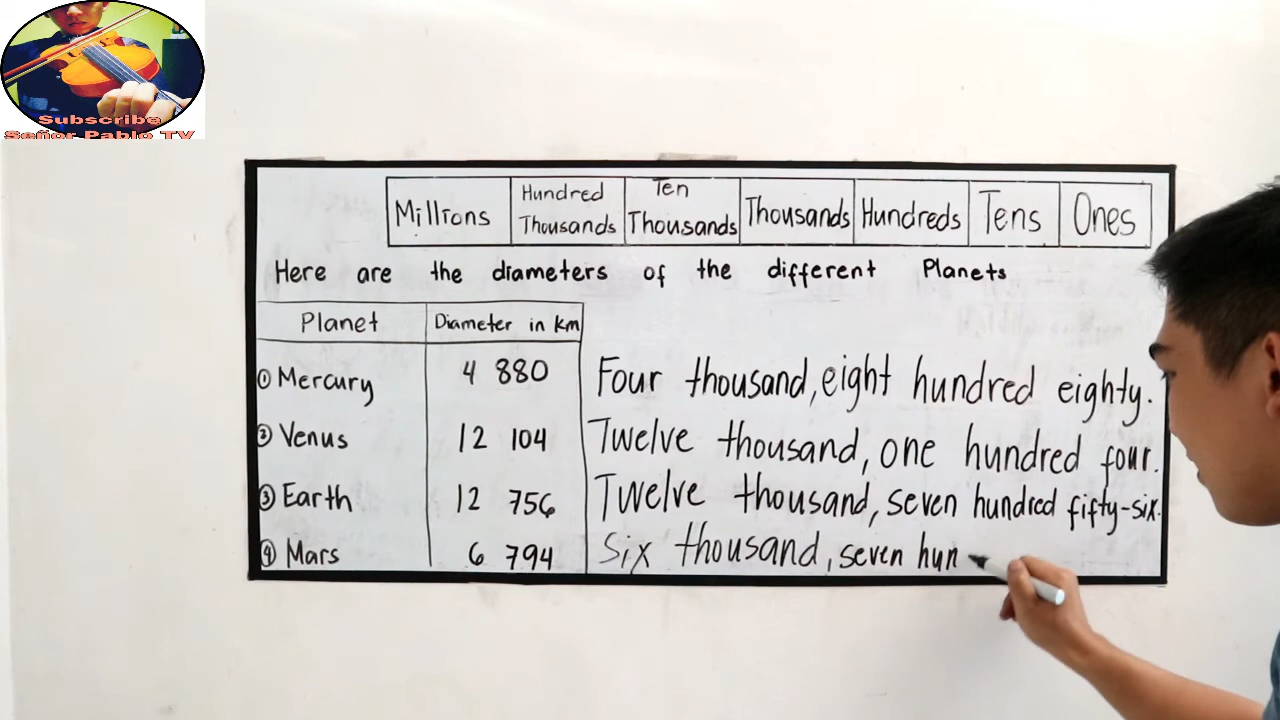 Subscribe
Señor Pablo TV
Millions Hundred Thousands Ten Thousands Thousands Hundreds Tens Ones
Here are the diameters of the different Planets
Planet Diameter in km
① Mercury 4 880 Four thousand, eight hundred eighty.
② Venus 12 104 Twelve thousand, one hundred four.
③ Earth 12 756 Twelve thousand, seven hundred fifty-six.
④ Mars 6 794 Six thousand, seven hun